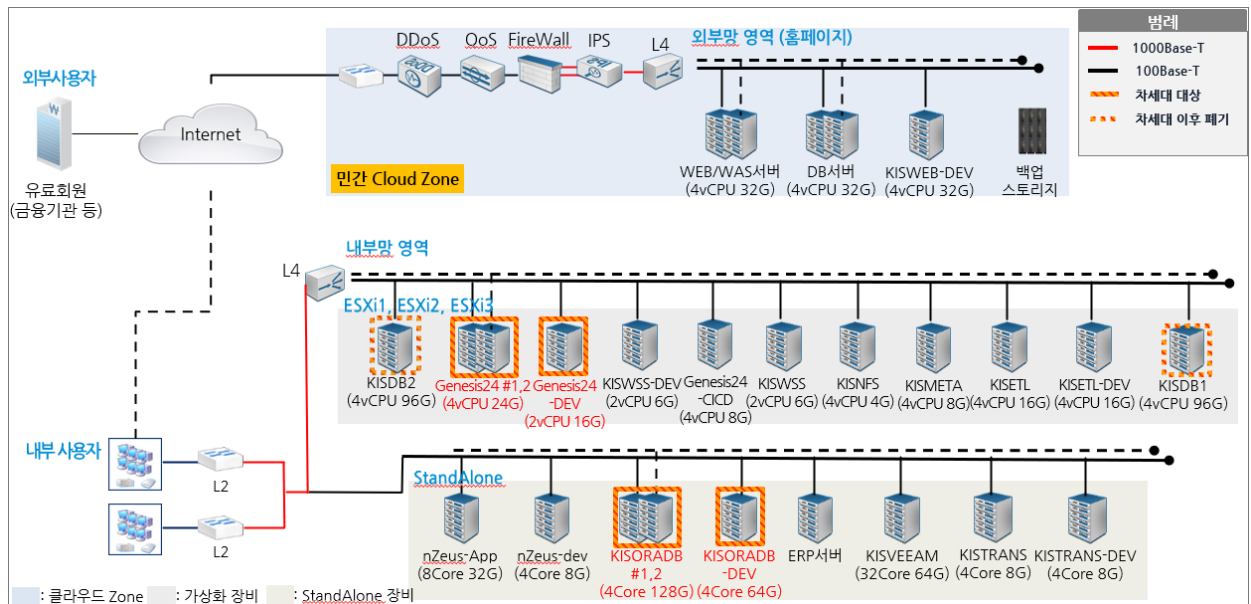 범례
1000Base-T
100Base-T
차세대 대상
차세대 이후 폐기
DDoS
QoS
FireWall
IPS
L4
외부망 영역 (홈페이지)
외부사용자
Internet
유료회원
(금융기관 등)
민간 Cloud Zone
WEB/WAS서버
(4vCPU 32G)
DB서버
(4vCPU 32G)
KISWEB-DEV
(4vCPU 32G)
백업
스토리지
내부망 영역
L4
ESXi1, ESXi2, ESXi3
KISDB2
(4vCPU 96G)
Genesis24 #1,2
(4vCPU 24G)
Genesis24
-DEV
(2vCPU 16G)
KISWSS-DEV
(2vCPU 6G)
Genesis24
-CICD
(4vCPU 8G)
KISWSS
(2vCPU 6G)
KISNFS
(4vCPU 4G)
KISMETA
(4vCPU 8G)
KISETL
(4vCPU 16G)
KISETL-DEV
(4vCPU 16G)
KISDB1
(4vCPU 96G)
내부 사용자
L2
L2
StandAlone
nZeus-App
(8Core 32G)
nZeus-dev
(4Core 8G)
KISORADB
#1,2
(4Core 128G)
KISORADB
-DEV
(4Core 64G)
ERP서버
KISVEEAM
(32Core 64G)
KISTRANS
(4Core 8G)
KISTRANS-DEV
(4Core 8G)
: 클라우드 Zone
: 가상화 장비
: StandAlone 장비